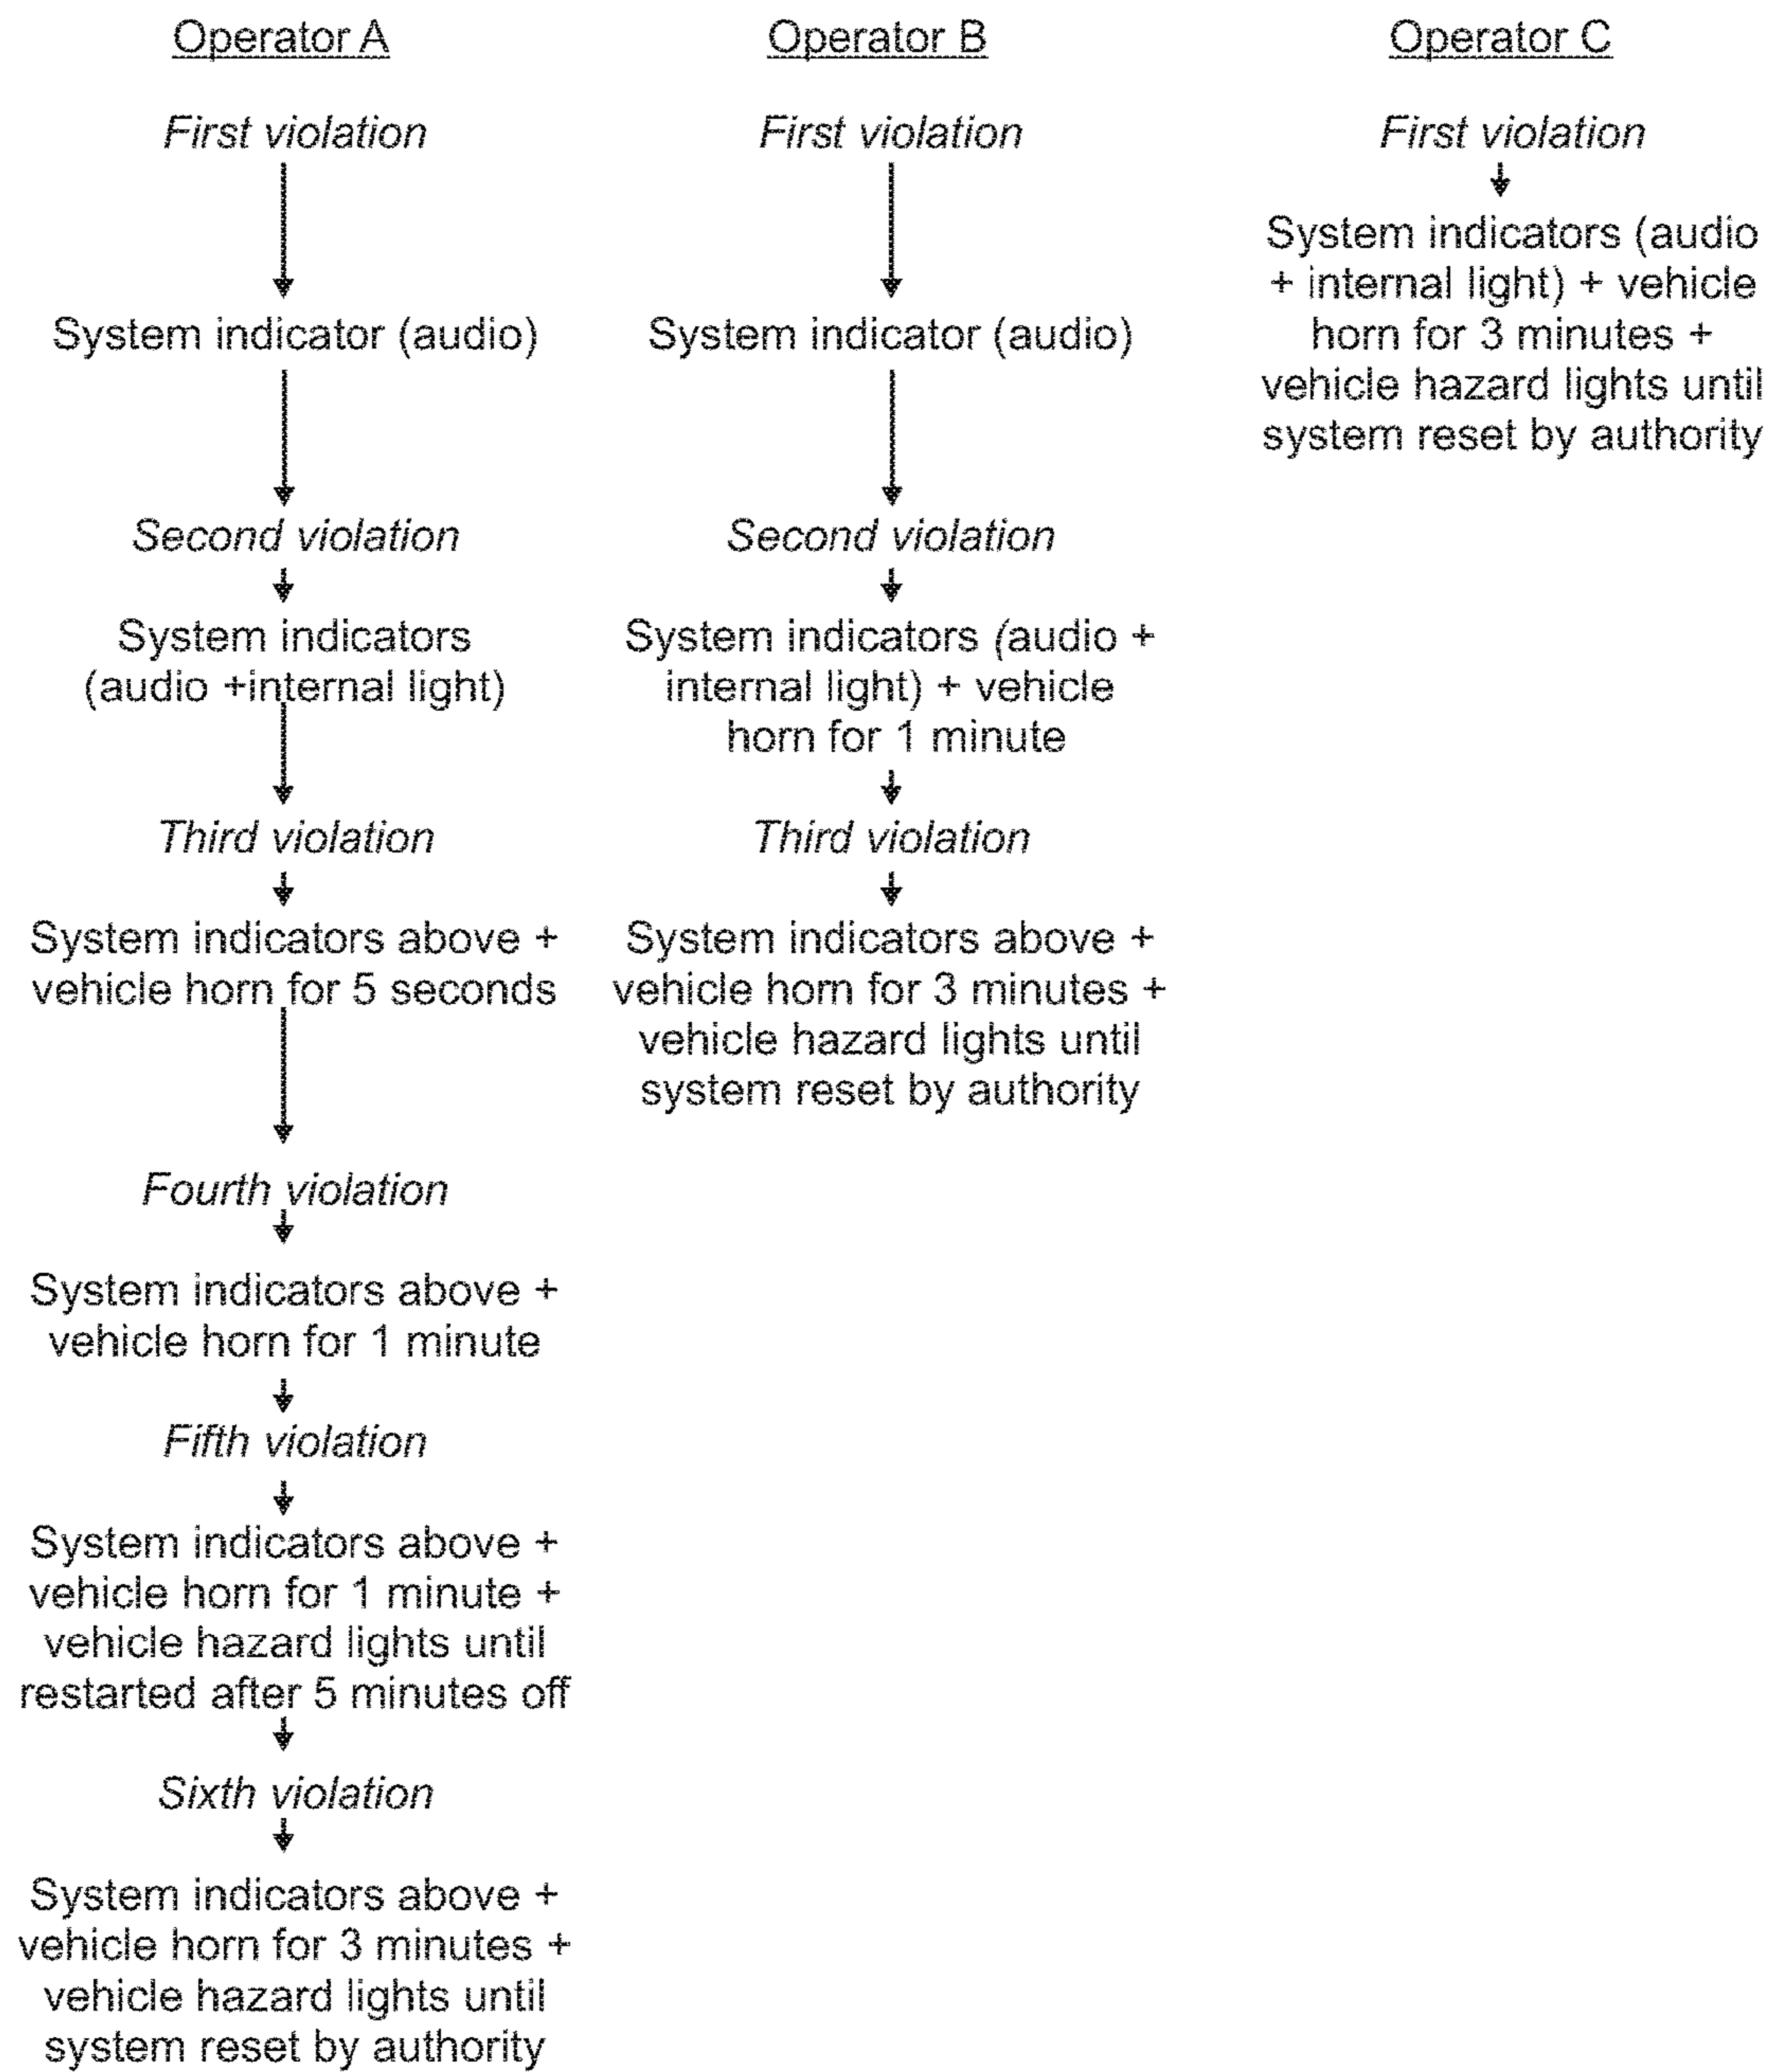 Operator A
First violation
System indicator (audio)
Second violation
System indicators
(audio +internal light)
Third violation
System indicators above +
vehicle horn for 5 seconds
Fourth violation
System indicators above +
vehicle horn for 1 minute
Fifth violation
System indicators above +
vehicle horn for 1 minute +
vehicle hazard lights until
restarted after 5 minutes off
Sixth violation
System indicators above +
vehicle horn for 3 minutes +
vehicle hazard lights until
system reset by authority
Operator B
First violation
System indicator (audio)
Second violation
System indicators (audio +
internal light) + vehicle
horn for 1 minute
Third violation
System indicators above +
vehicle horn for 3 minutes +
vehicle hazard lights until
system reset by authority
Operator C
First violation
System indicators (audio
+ internal light) + vehicle
horn for 3 minutes +
vehicle hazard lights until
system reset by authority